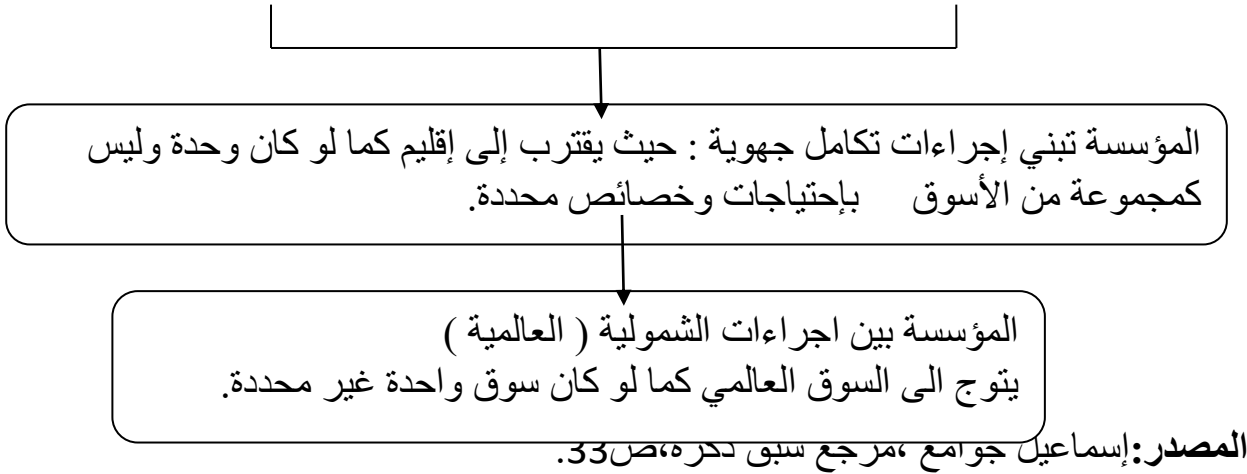 المؤسسة تبني إجراءات تكامل جهوية : حيث يقترب إلى إقليم كما لو كان وحدة وليس
كمجموعة من الأسوق بإحتياجات وخصائص محددة.
المؤسسة بين اجراءات الشمولية ( العالمية )
يتوج الى السوق العالمي كما لو كان سوق واحدة غير محددة.
المصدر:إسماعيل جوامع ،مرجع سبق ذكره،ص33.